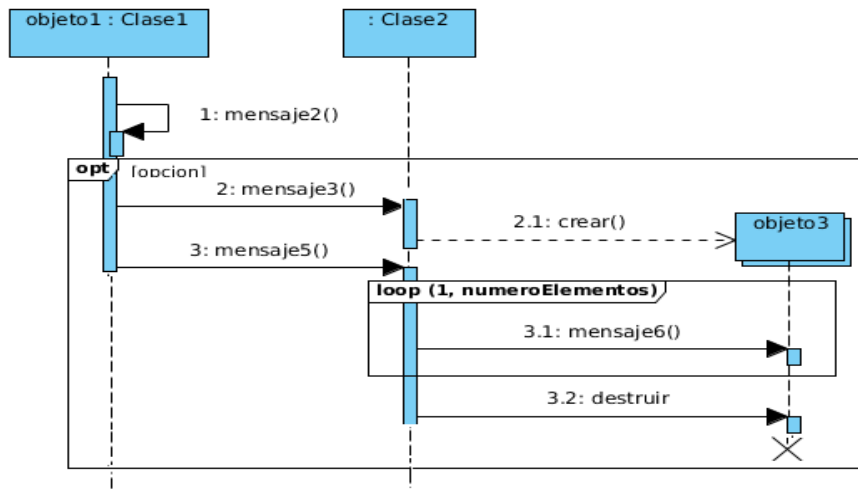 objeto1 : Clase1
: Clase2
1: mensaje2()
opt
[opcion]
2: mensaje3()
2.1: crear()
objeto3
3: mensaje5()
loop (1, numeroElementos)
3.1: mensaje6()
3.2: destruir